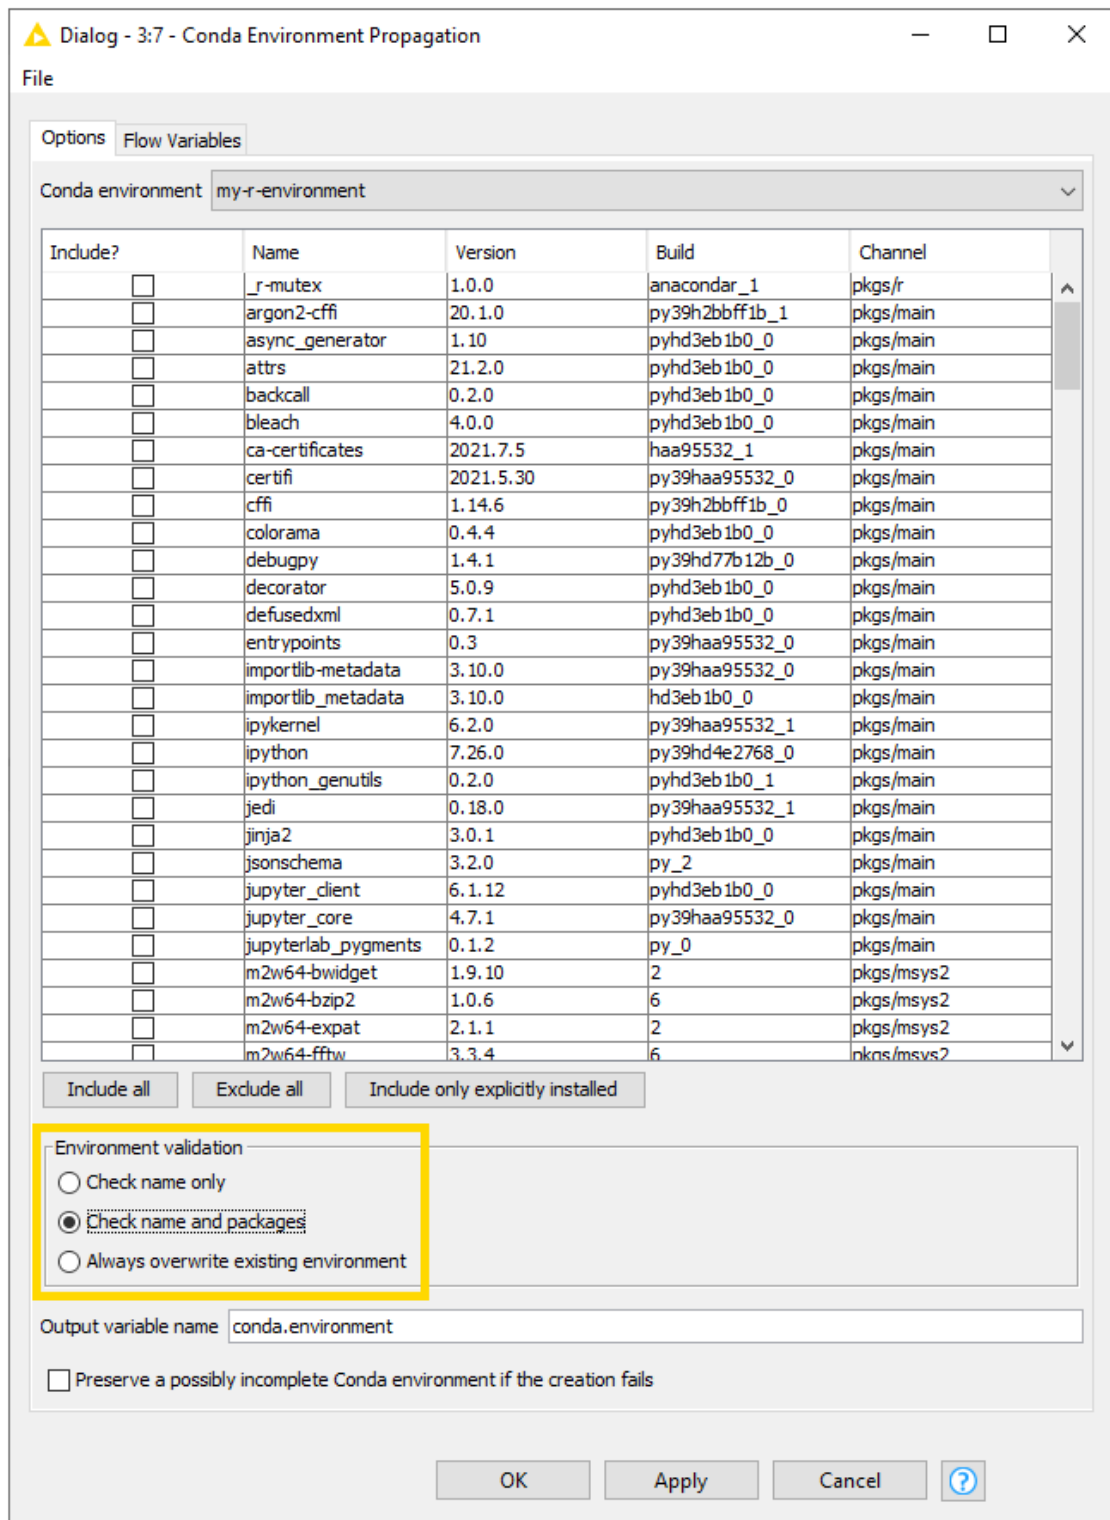 Dialog - 3:7 - Conda Environment Propagation
File
Options Flow Variables
Conda environment my-r-environment
Include? Name Version Build Channel
_r-mutex 1.0.0 anacondar_1 pkgs/r
argon2-cffi 20.1.0 py39h2bbff1b_1 pkgs/main
async_generator 1.10 pyhd3eb1b0_0 pkgs/main
attrs 21.2.0 pyhd3eb1b0_0 pkgs/main
backcall 0.2.0 pyhd3eb1b0_0 pkgs/main
bleach 4.0.0 pyhd3eb1b0_0 pkgs/main
ca-certificates 2021.7.5 haa95532_1 pkgs/main
certifi 2021.5.30 py39haa95532_0 pkgs/main
cffi 1.14.6 py39h2bbff1b_0 pkgs/main
colorama 0.4.4 pyhd3eb1b0_0 pkgs/main
debugpy 1.4.1 py39hd77b12b_0 pkgs/main
decorator 5.0.9 pyhd3eb1b0_0 pkgs/main
defusedxml 0.7.1 pyhd3eb1b0_0 pkgs/main
entrypoints 0.3 py39haa95532_0 pkgs/main
importlib-metadata 3.10.0 py39haa95532_0 pkgs/main
importlib_metadata 3.10.0 hd3eb1b0_0 pkgs/main
ipykernel 6.2.0 py39haa95532_1 pkgs/main
ipython 7.26.0 py39hd4e2768_0 pkgs/main
ipython_genutils 0.2.0 pyhd3eb1b0_1 pkgs/main
jedi 0.18.0 py39haa95532_1 pkgs/main
jinja2 3.0.1 pyhd3eb1b0_0 pkgs/main
jsonschema 3.2.0 py_2 pkgs/main
jupyter_client 6.1.12 pyhd3eb1b0_0 pkgs/main
jupyter_core 4.7.1 py39haa95532_0 pkgs/main
jupyterlab_pygments 0.1.2 py_0 pkgs/main
m2w64-bwidget 1.9.10 2 pkgs/msys2
m2w64-bzip2 1.0.6 6 pkgs/msys2
m2w64-expat 2.1.1 2 pkgs/msys2
m2w64-fftw 3.3.4 6 pkgs/msys2
Include all Exclude all Include only explicitly installed
Environment validation
Check name only
Check name and packages
Always overwrite existing environment
Output variable name conda.environment
Preserve a possibly incomplete Conda environment if the creation fails
OK Apply Cancel ?